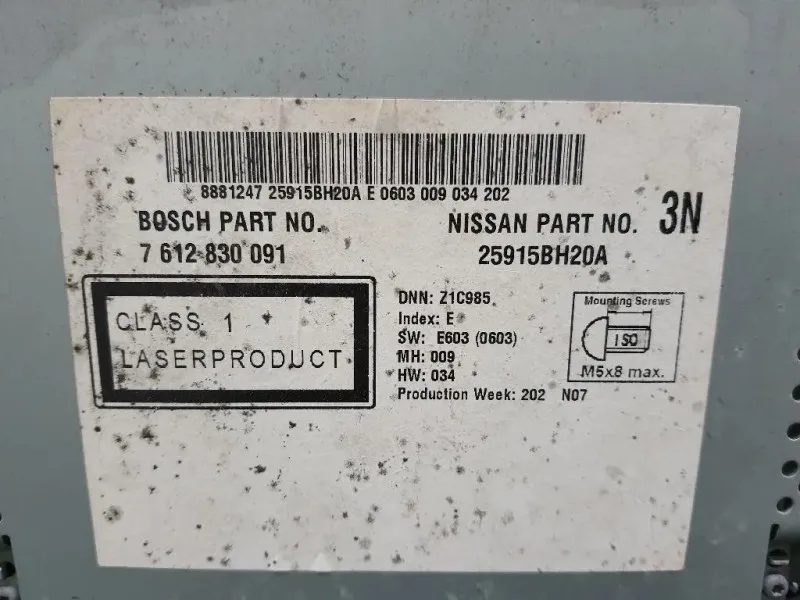 8881247 25915BH20A E 0603 009 034 202
BOSCH PART NO.
7 612 830 091
NISSAN PART NO. 3N
25915BH20A
CLASS 1
LASERPRODUCT
DNN: Z1C985
Index: E
SW: E603 (0603)
MH: 009
HW: 034
Production Week: 202 N07
Mounting Screws
ISO
M5x8 max.